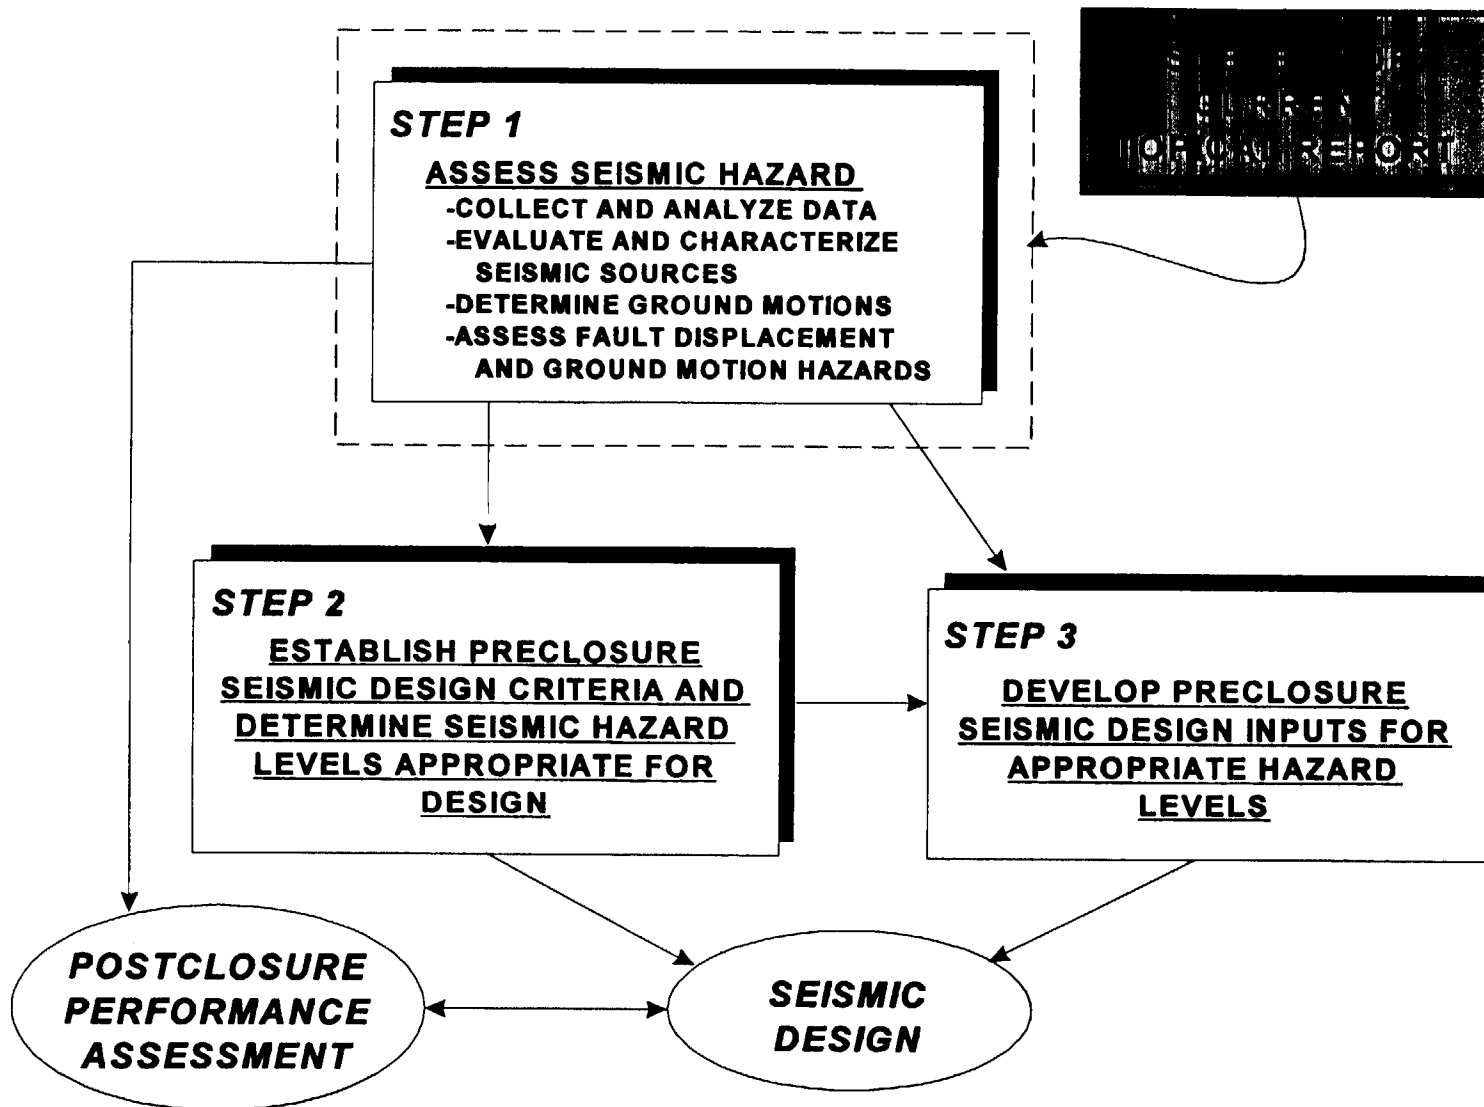 STEP 1
ASSESS SEISMIC HAZARD
-COLLECT AND ANALYZE DATA
-EVALUATE AND CHARACTERIZE
SEISMIC SOURCES
-DETERMINE GROUND MOTIONS
-ASSESS FAULT DISPLACEMENT
AND GROUND MOTION HAZARDS
REPORT
STEP 2
ESTABLISH PRECLOSURE
SEISMIC DESIGN CRITERIA AND
DETERMINE SEISMIC HAZARD
LEVELS APPROPRIATE FOR
DESIGN
STEP 3
DEVELOP PRECLOSURE
SEISMIC DESIGN INPUTS FOR
APPROPRIATE HAZARD
LEVELS
POSTCLOSURE
PERFORMANCE
ASSESSMENT
SEISMIC
DESIGN